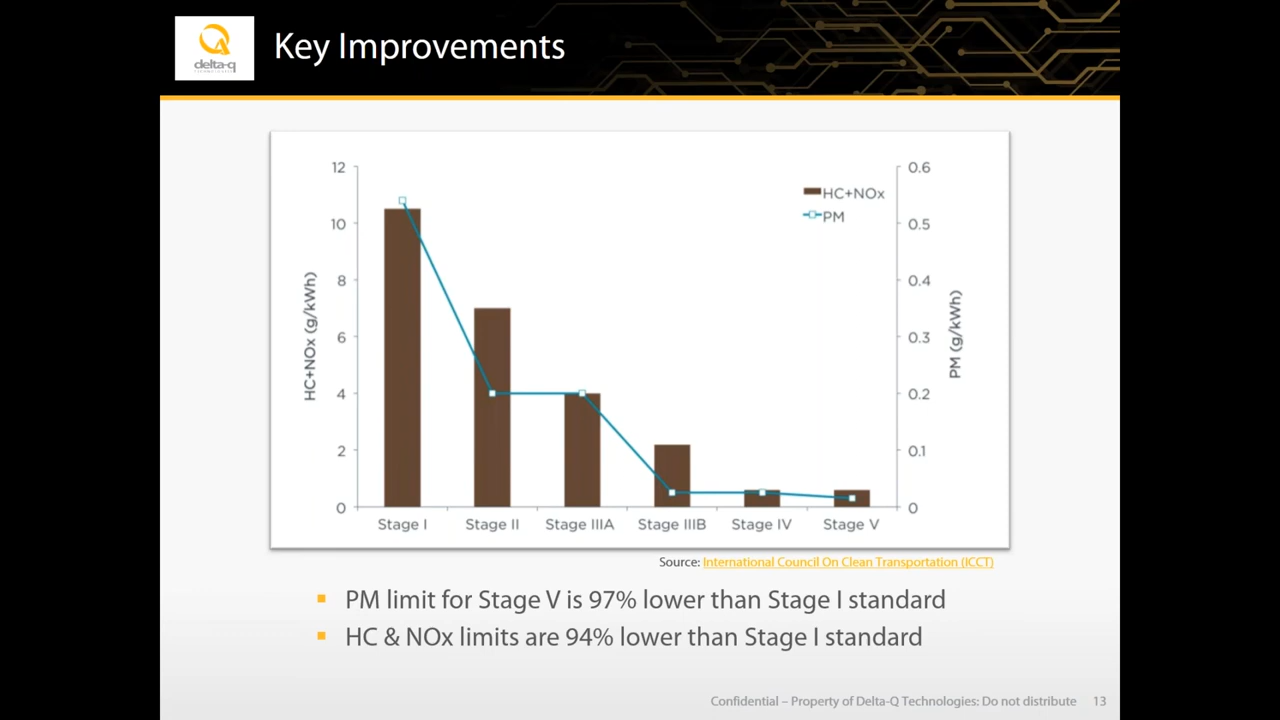 delta-q
Key Improvements
12
10
8
6
4
2
0
HC+NOx (g/kWh)
0.6
0.5
0.4
0.3
0.2
0.1
0
PM (g/kWh)
HC+NOx
PM
Stage I Stage II Stage IIIA Stage IIIB Stage IV Stage V
Source: International Council On Clean Transportation (ICCT)
PM limit for Stage V is 97% lower than Stage I standard
HC & NOx limits are 94% lower than Stage I standard
Confidential – Property of Delta-Q Technologies: Do not distribute 13